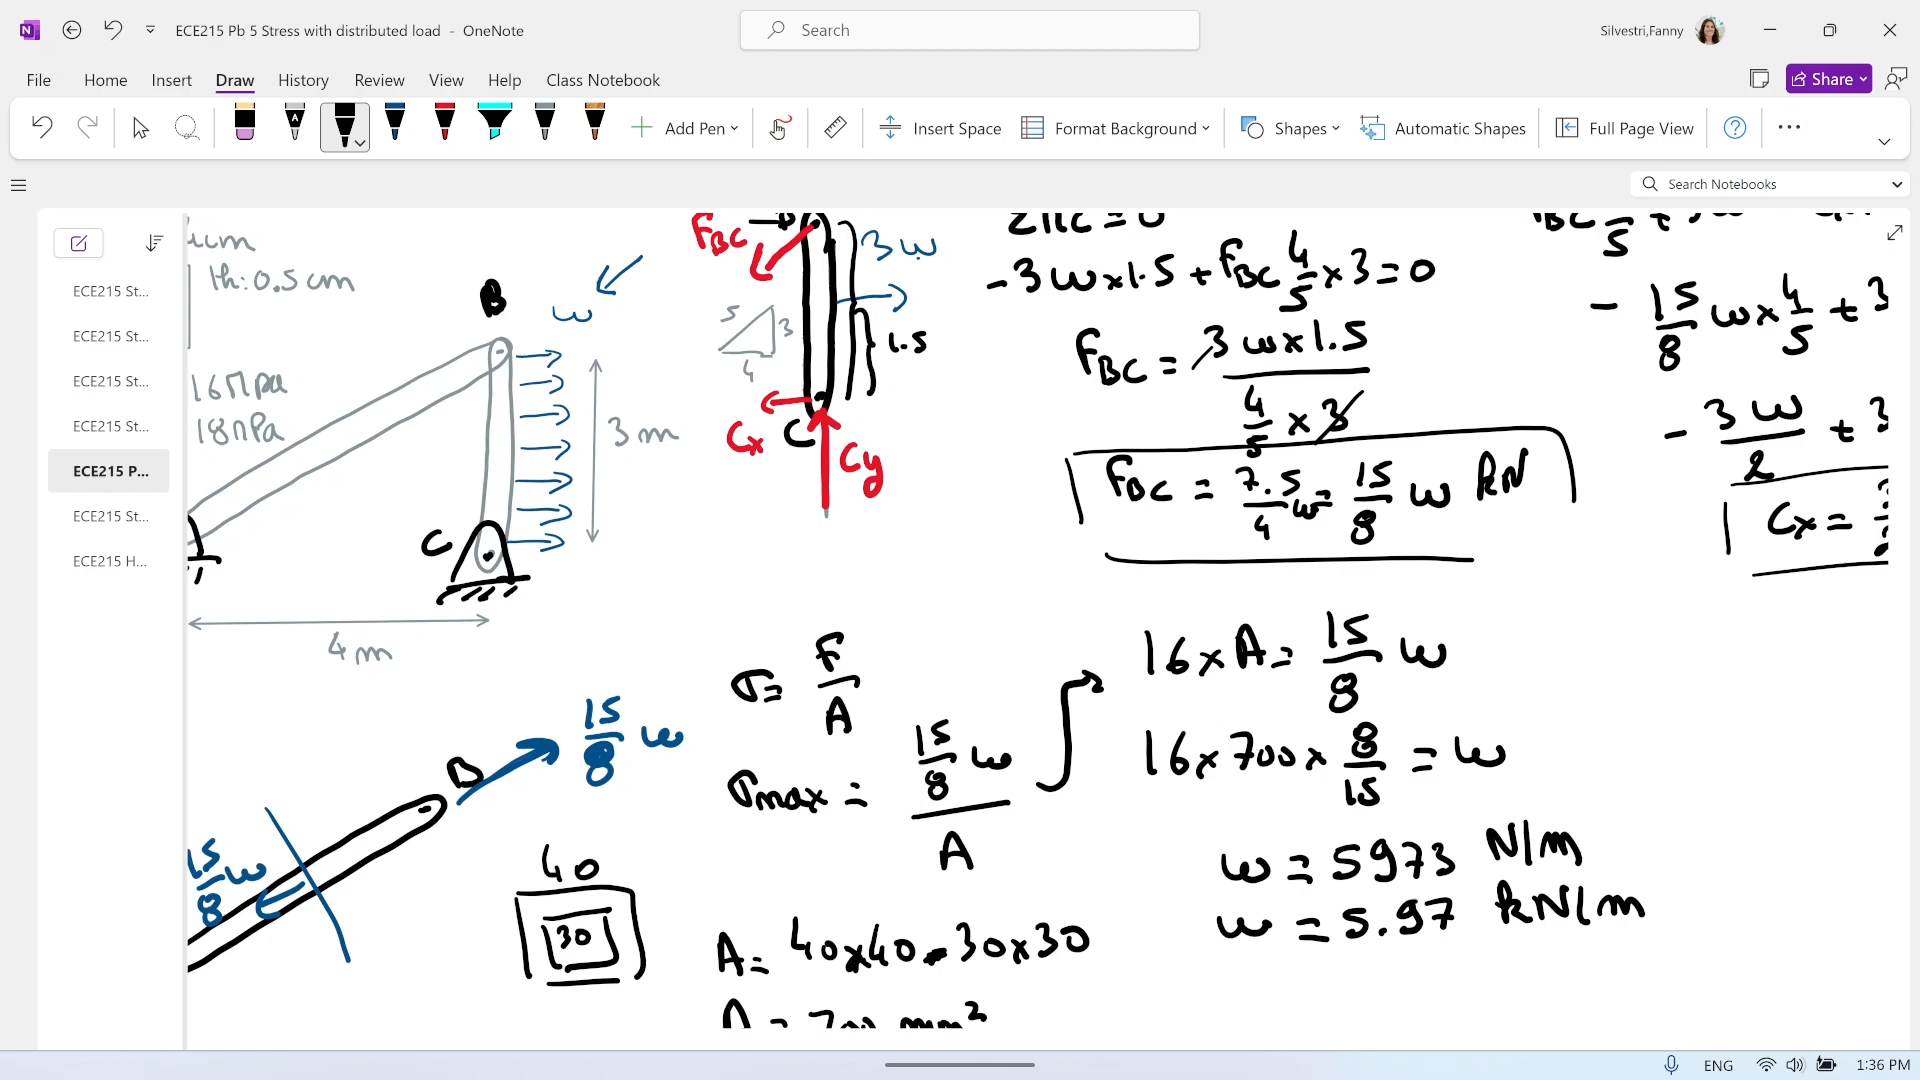 ECE215 Pb 5 Stress with distributed load - OneNote
Search
Silvestri,Fanny
File Home Insert Draw History Review View Help Class Notebook
Share
Add Pen
Insert Space
Format Background
Shapes
Automatic Shapes
Full Page View
Search Notebooks
ECE215 St...
ECE215 St...
ECE215 St...
ECE215 St...
ECE215 P...
ECE215 St...
ECE215 H...
th: 0.5 cm
16 MPa
18 MPa
B
w
3 m
C
4 m
FBC
3w
1.5
5
3
4
Cx C
Cy
-3w x 1.5 + FBC 4/5 x 3 = 0
FBC = 3w x 1.5
4/5 x 3
FBC = 7.5/4 w = 15/8 w kN
- 15/8 w x 4/5 + 3
- 3w/2 + 3
Cx =
15/8 w
15/8 w
40
30
σ = F/A
σmax = 15/8 w
A
A = 40x40 - 30x30
A = 700 mm²
16 x A = 15/8 w
16 x 700 x 8/15 = w
w = 5973 N/m
w = 5.97 kN/m
ENG
1:36 PM